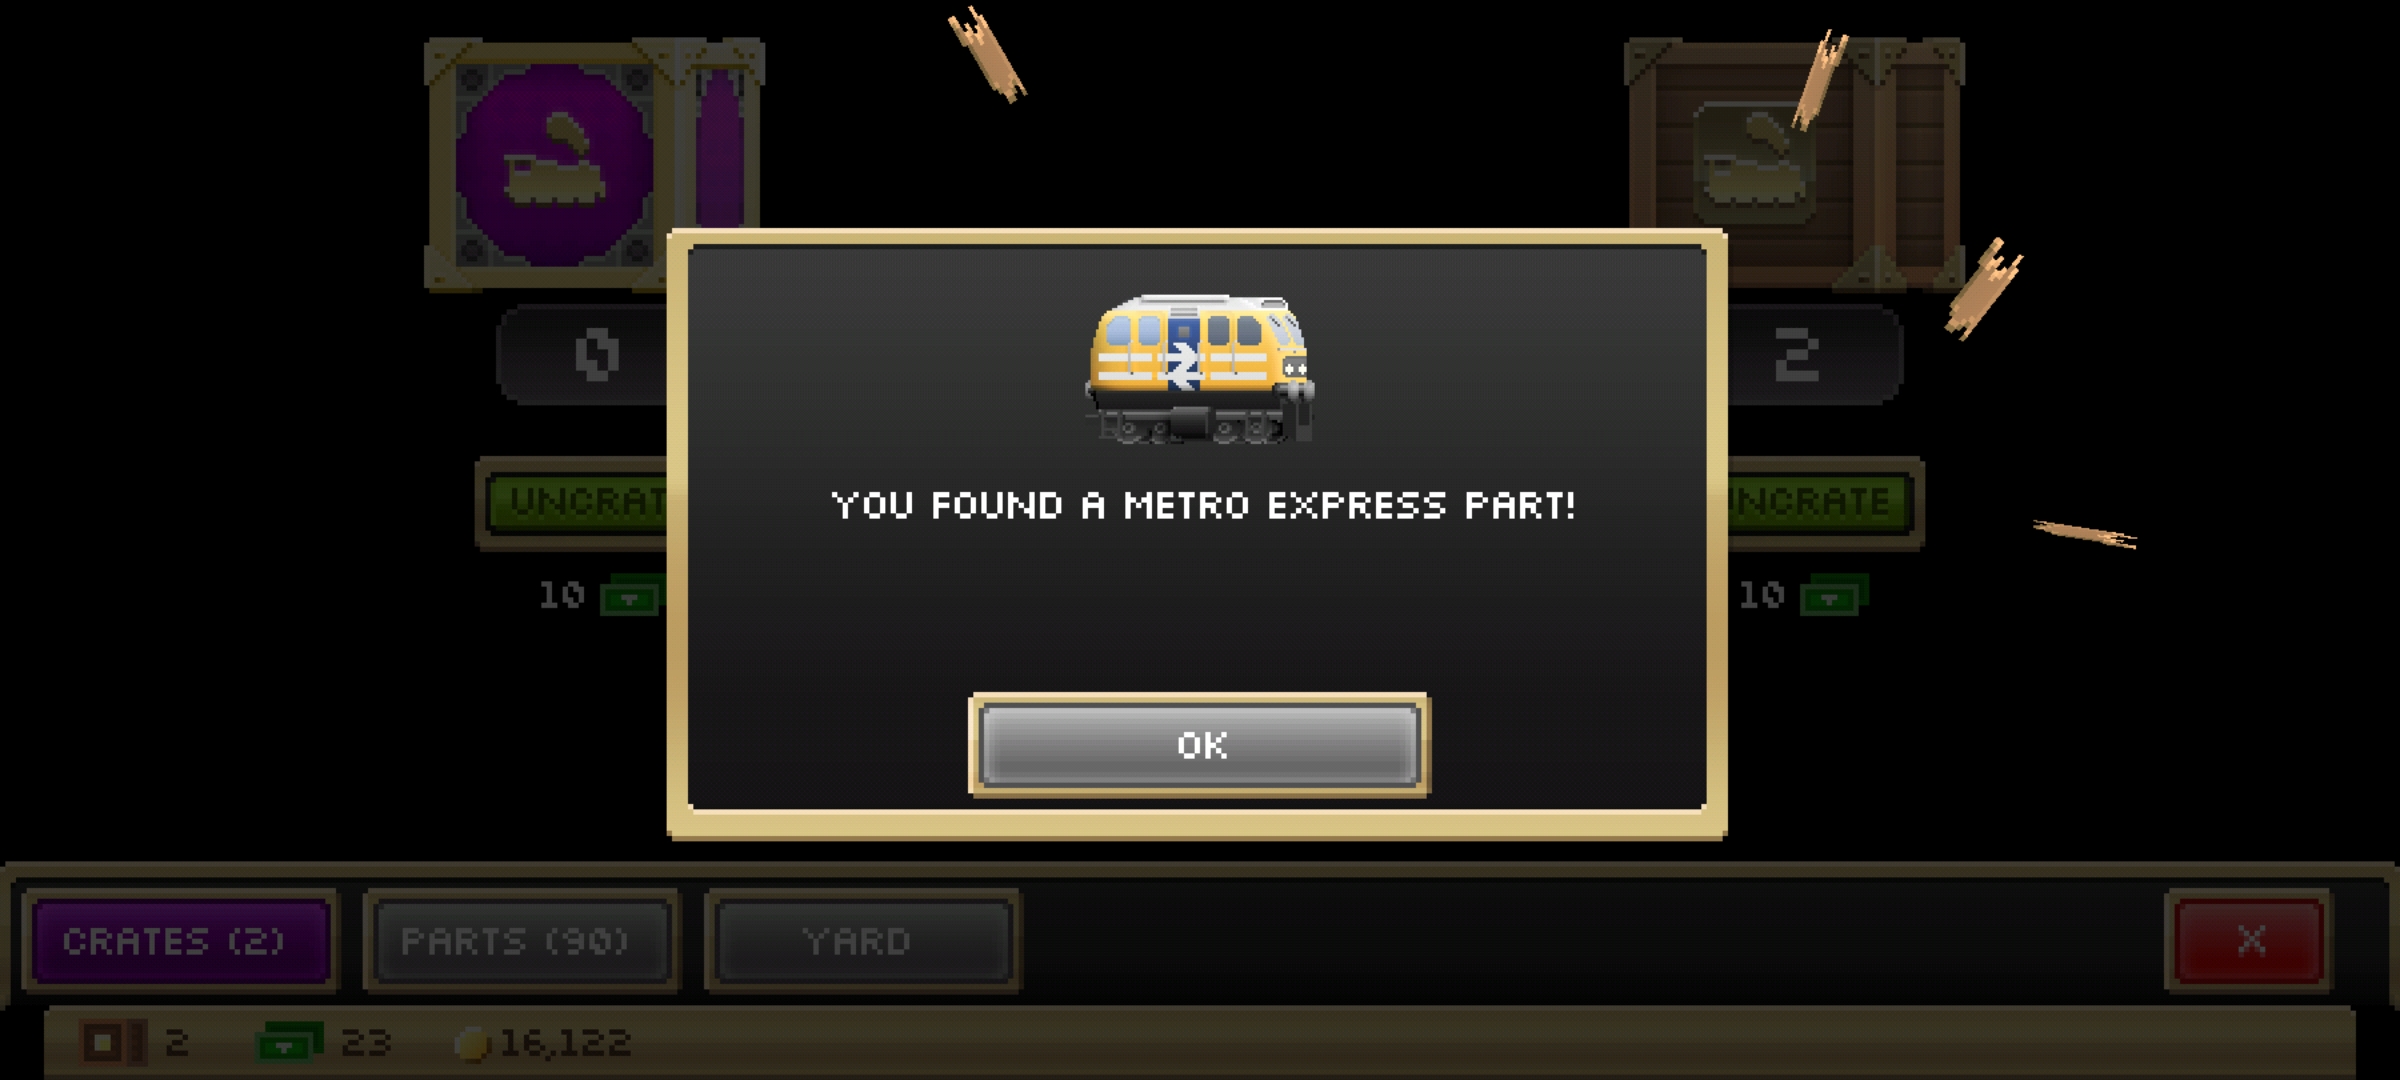 0
2
YOU FOUND A METRO EXPRESS PART!
UNCRAT
NCRATE
10
10
OK
CRATES (2)
PARTS (90)
YARD
X
2
23
16,122